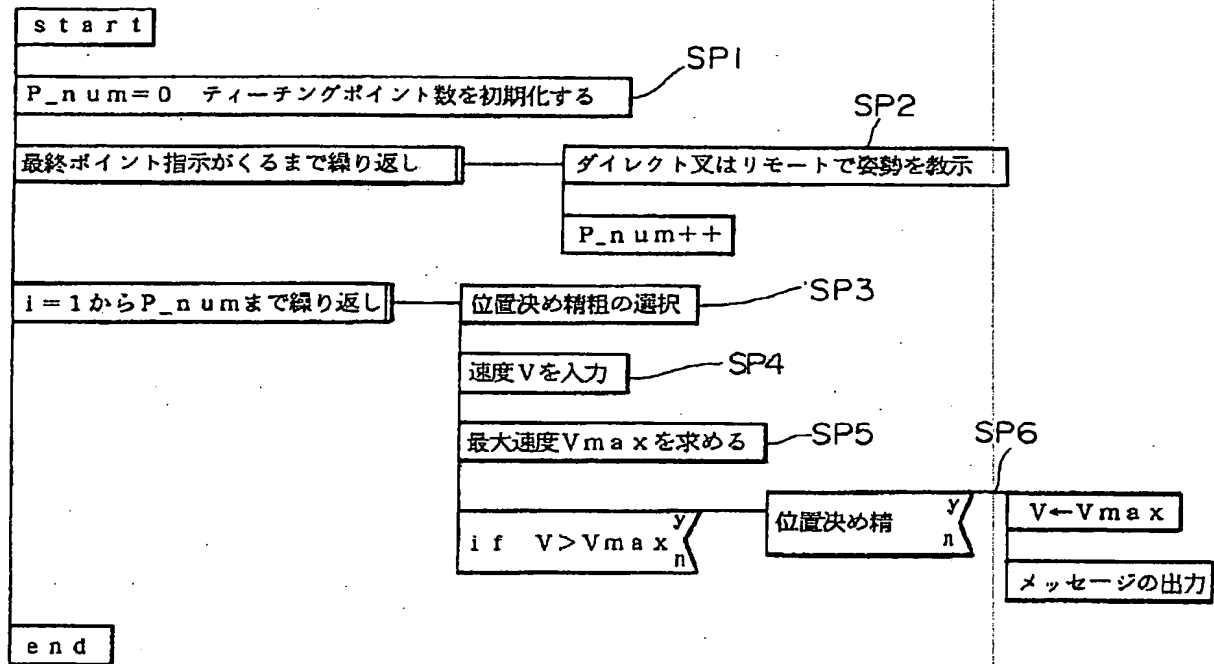 start
SP1
P_num=0 ティーチングポイント数を初期化する
SP2
最終ポイント指示がくるまで繰り返し
ダイレクト又はリモートで姿勢を教示
P_num++
i=1からP_numまで繰り返し
位置決め精粗の選択
SP3
速度Vを入力
SP4
最大速度Vmaxを求める
SP5
SP6
if V>Vmax
y
n
位置決め精
y
n
V←Vmax
メッセージの出力
end